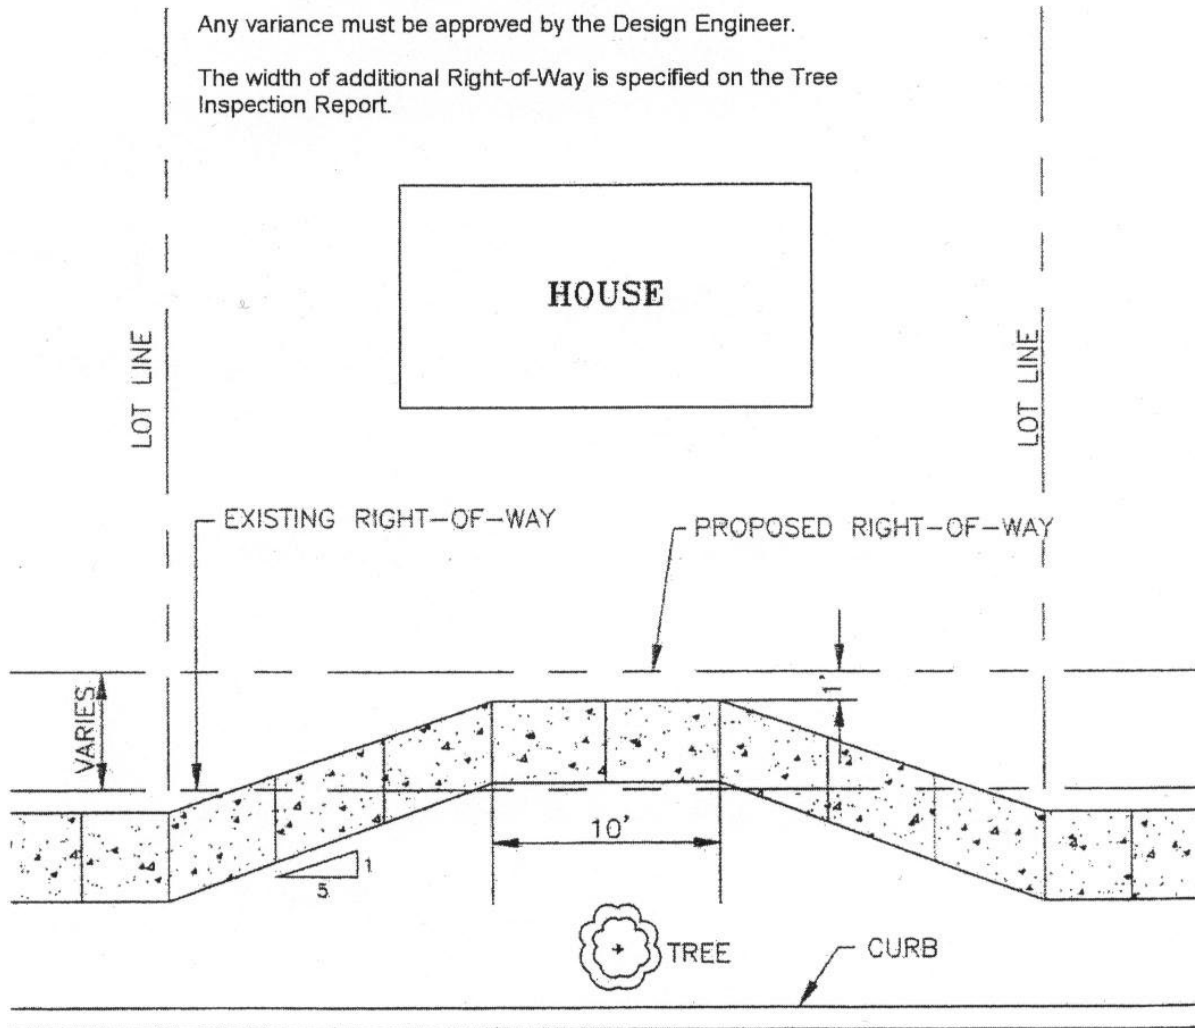 Any variance must be approved by the Design Engineer.
The width of additional Right-of-Way is specified on the Tree
Inspection Report.
HOUSE
LOT LINE
LOT LINE
EXISTING RIGHT-OF-WAY
PROPOSED RIGHT-OF-WAY
VARIES
1'
10'
1
5
TREE
CURB